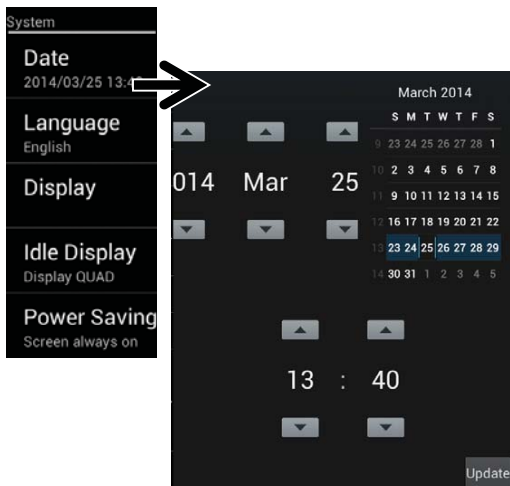 System
Date
2014/03/25 13:4
Language
English
Display
Idle Display
Display QUAD
Power Saving
Screen always on
March 2014
S M T W T F S
9 23 24 25 26 27 28 1
10 2 3 4 5 6 7 8
11 9 10 11 12 13 14 15
12 16 17 18 19 20 21 22
13 23 24 25 26 27 28 29
14 30 31 1 2 3 4 5
014 Mar 25
13 : 40
Update